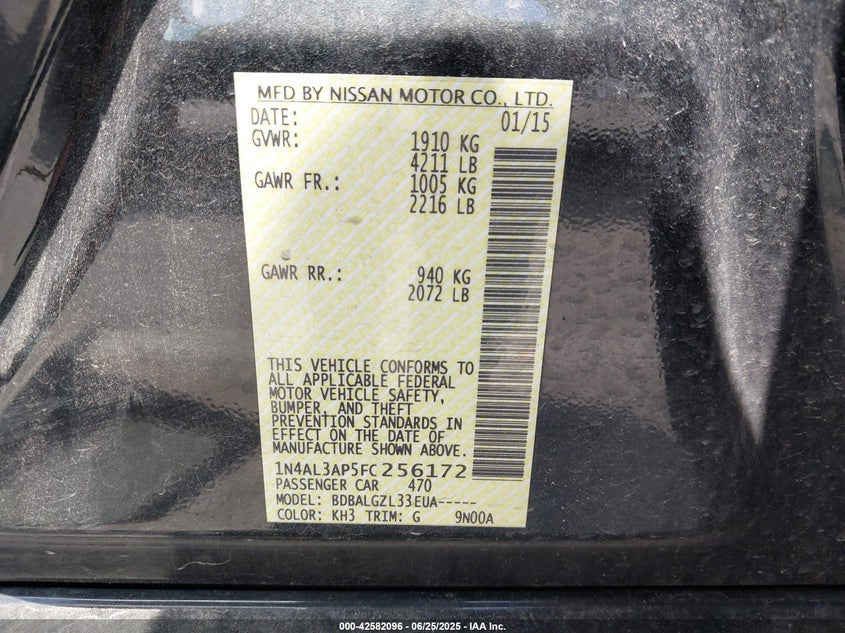 MFD BY NISSAN MOTOR CO., LTD.
DATE: 01/15
GVWR: 1910 KG
4211 LB
GAWR FR.: 1005 KG
2216 LB
GAWR RR.: 940 KG
2072 LB
THIS VEHICLE CONFORMS TO
ALL APPLICABLE FEDERAL
MOTOR VEHICLE SAFETY,
BUMPER, AND THEFT
PREVENTION STANDARDS IN
EFFECT ON THE DATE OF
MANUFACTURE SHOWN ABOVE.
1N4AL3AP5FC256172
PASSENGER CAR 470
MODEL: BDBALGZL33EUA-----
COLOR: KH3 TRIM: G 9N00A
000-42582096 / 06/25/2025 - IAA Inc.